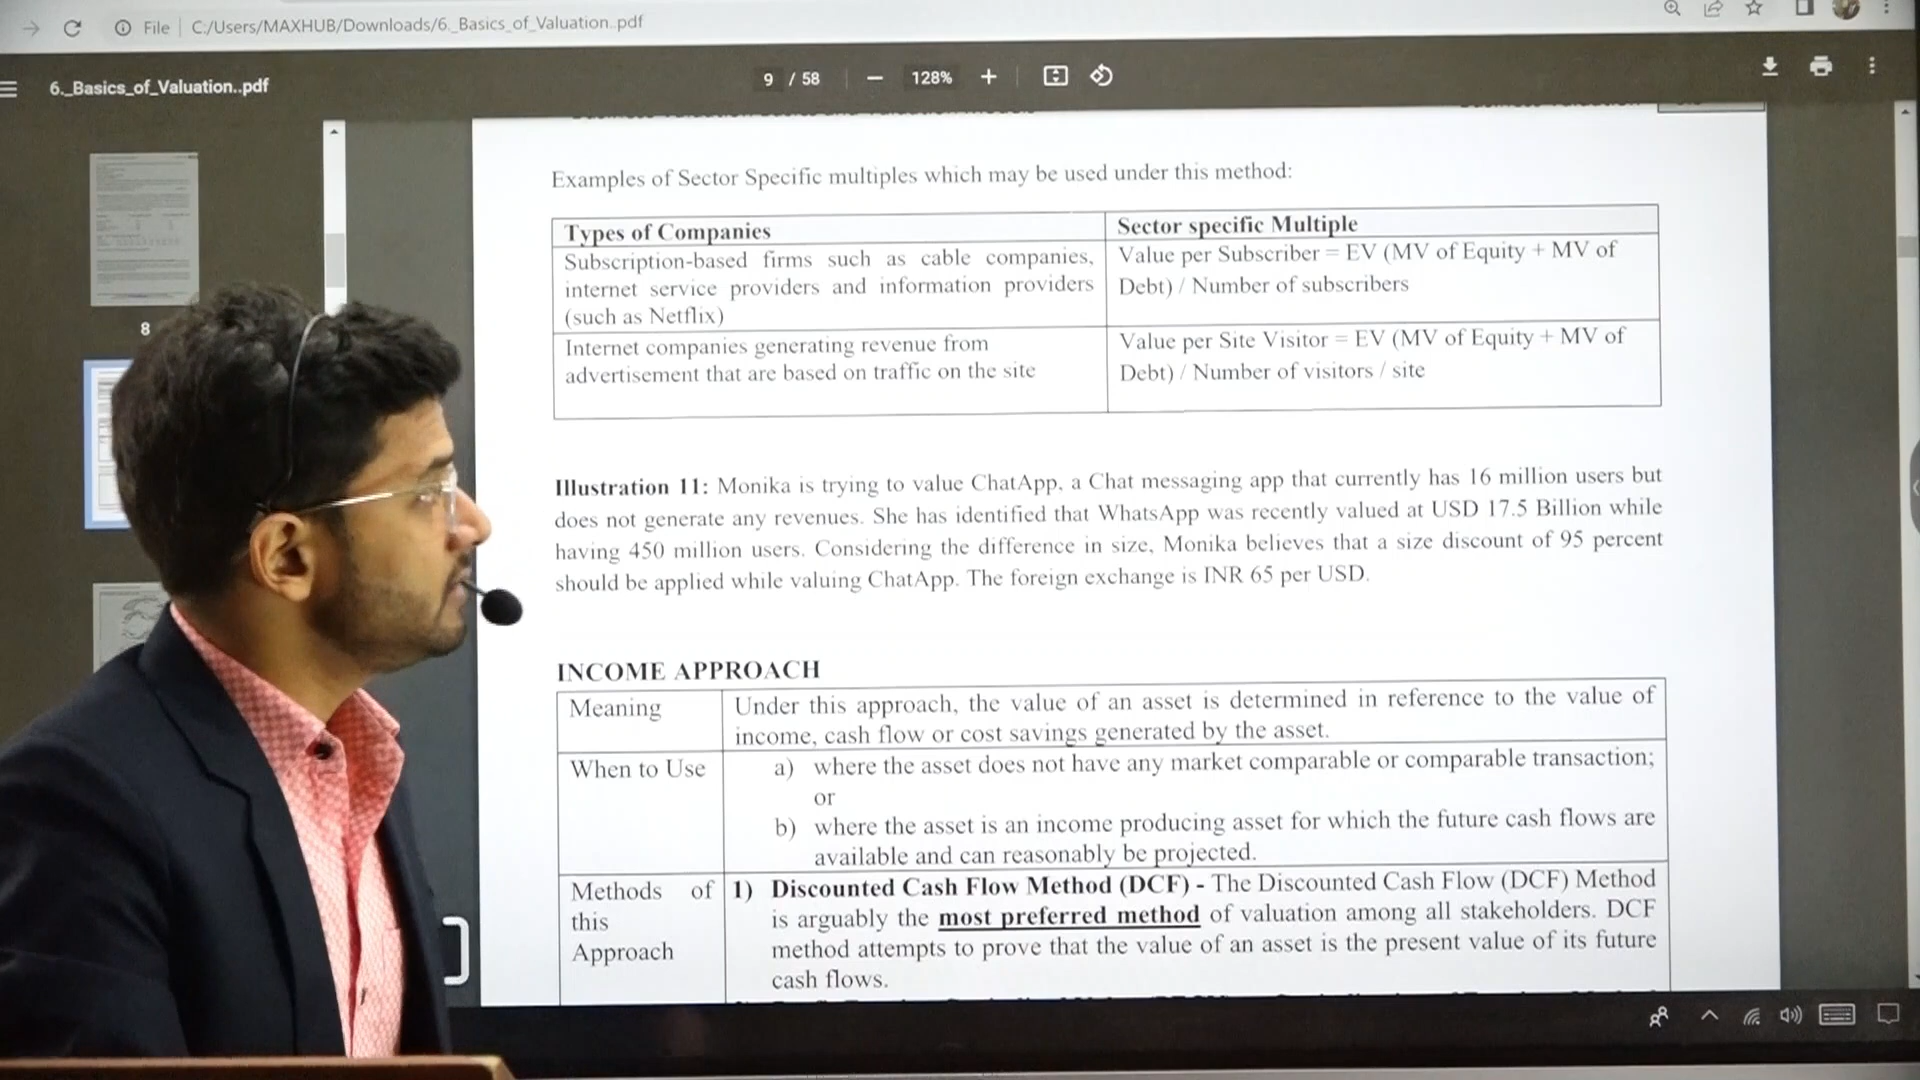 File | C:/Users/MAXHUB/Downloads/6._Basics_of_Valuation..pdf
6._Basics_of_Valuation..pdf
9 / 58 128%
8
Examples of Sector Specific multiples which may be used under this method:
Types of Companies Sector specific Multiple
Subscription-based firms such as cable companies, Value per Subscriber = EV (MV of Equity + MV of
internet service providers and information providers Debt) / Number of subscribers
(such as Netflix)
Internet companies generating revenue from Value per Site Visitor = EV (MV of Equity + MV of
advertisement that are based on traffic on the site Debt) / Number of visitors / site
Illustration 11: Monika is trying to value ChatApp, a Chat messaging app that currently has 16 million users but
does not generate any revenues. She has identified that WhatsApp was recently valued at USD 17.5 Billion while
having 450 million users. Considering the difference in size, Monika believes that a size discount of 95 percent
should be applied while valuing ChatApp. The foreign exchange is INR 65 per USD.
INCOME APPROACH
Meaning Under this approach, the value of an asset is determined in reference to the value of
income, cash flow or cost savings generated by the asset.
When to Use a) where the asset does not have any market comparable or comparable transaction;
or
b) where the asset is an income producing asset for which the future cash flows are
available and can reasonably be projected.
Methods of 1) Discounted Cash Flow Method (DCF) - The Discounted Cash Flow (DCF) Method
this is arguably the most preferred method of valuation among all stakeholders. DCF
Approach method attempts to prove that the value of an asset is the present value of its future
cash flows.